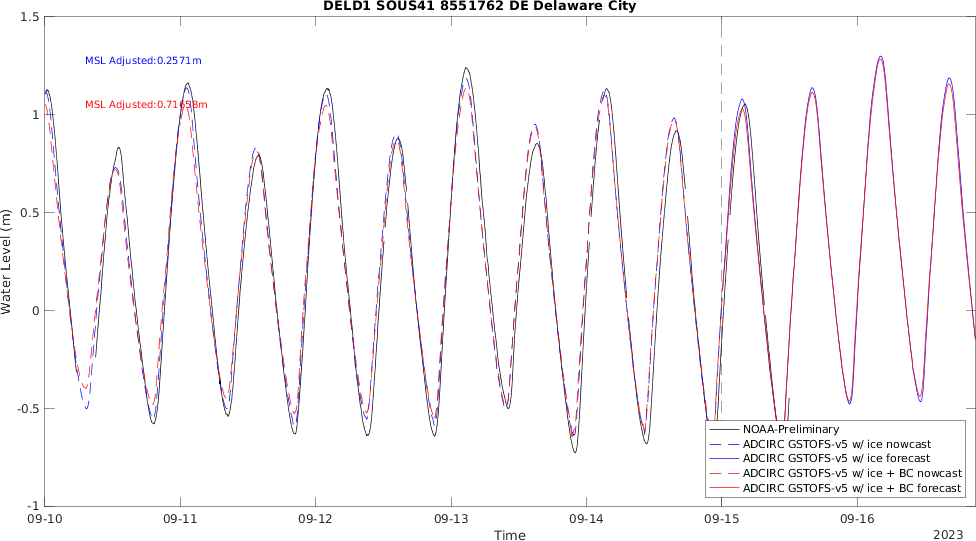 DELD1 SOUS41 8551762 DE Delaware City
1.5
1
0.5
0
-0.5
-1
Water Level (m)
MSL Adjusted:0.2571m
MSL Adjusted:0.71658m
NOAA-Preliminary
ADCIRC GSTOFS-v5 w/ ice nowcast
ADCIRC GSTOFS-v5 w/ ice forecast
ADCIRC GSTOFS-v5 w/ ice + BC nowcast
ADCIRC GSTOFS-v5 w/ ice + BC forecast
09-10 09-11 09-12 09-13 09-14 09-15 09-16
Time
2023